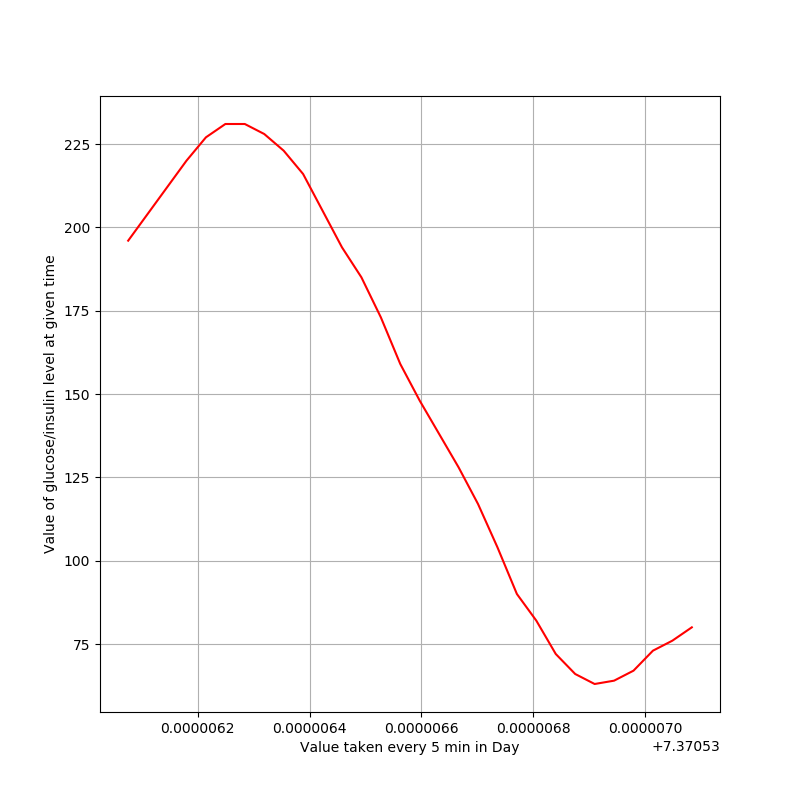 225
200
175
150
125
100
75
Value of glucose/insulin level at given time
0.0000062 0.0000064 0.0000066 0.0000068 0.0000070
Value taken every 5 min in Day
+7.37053